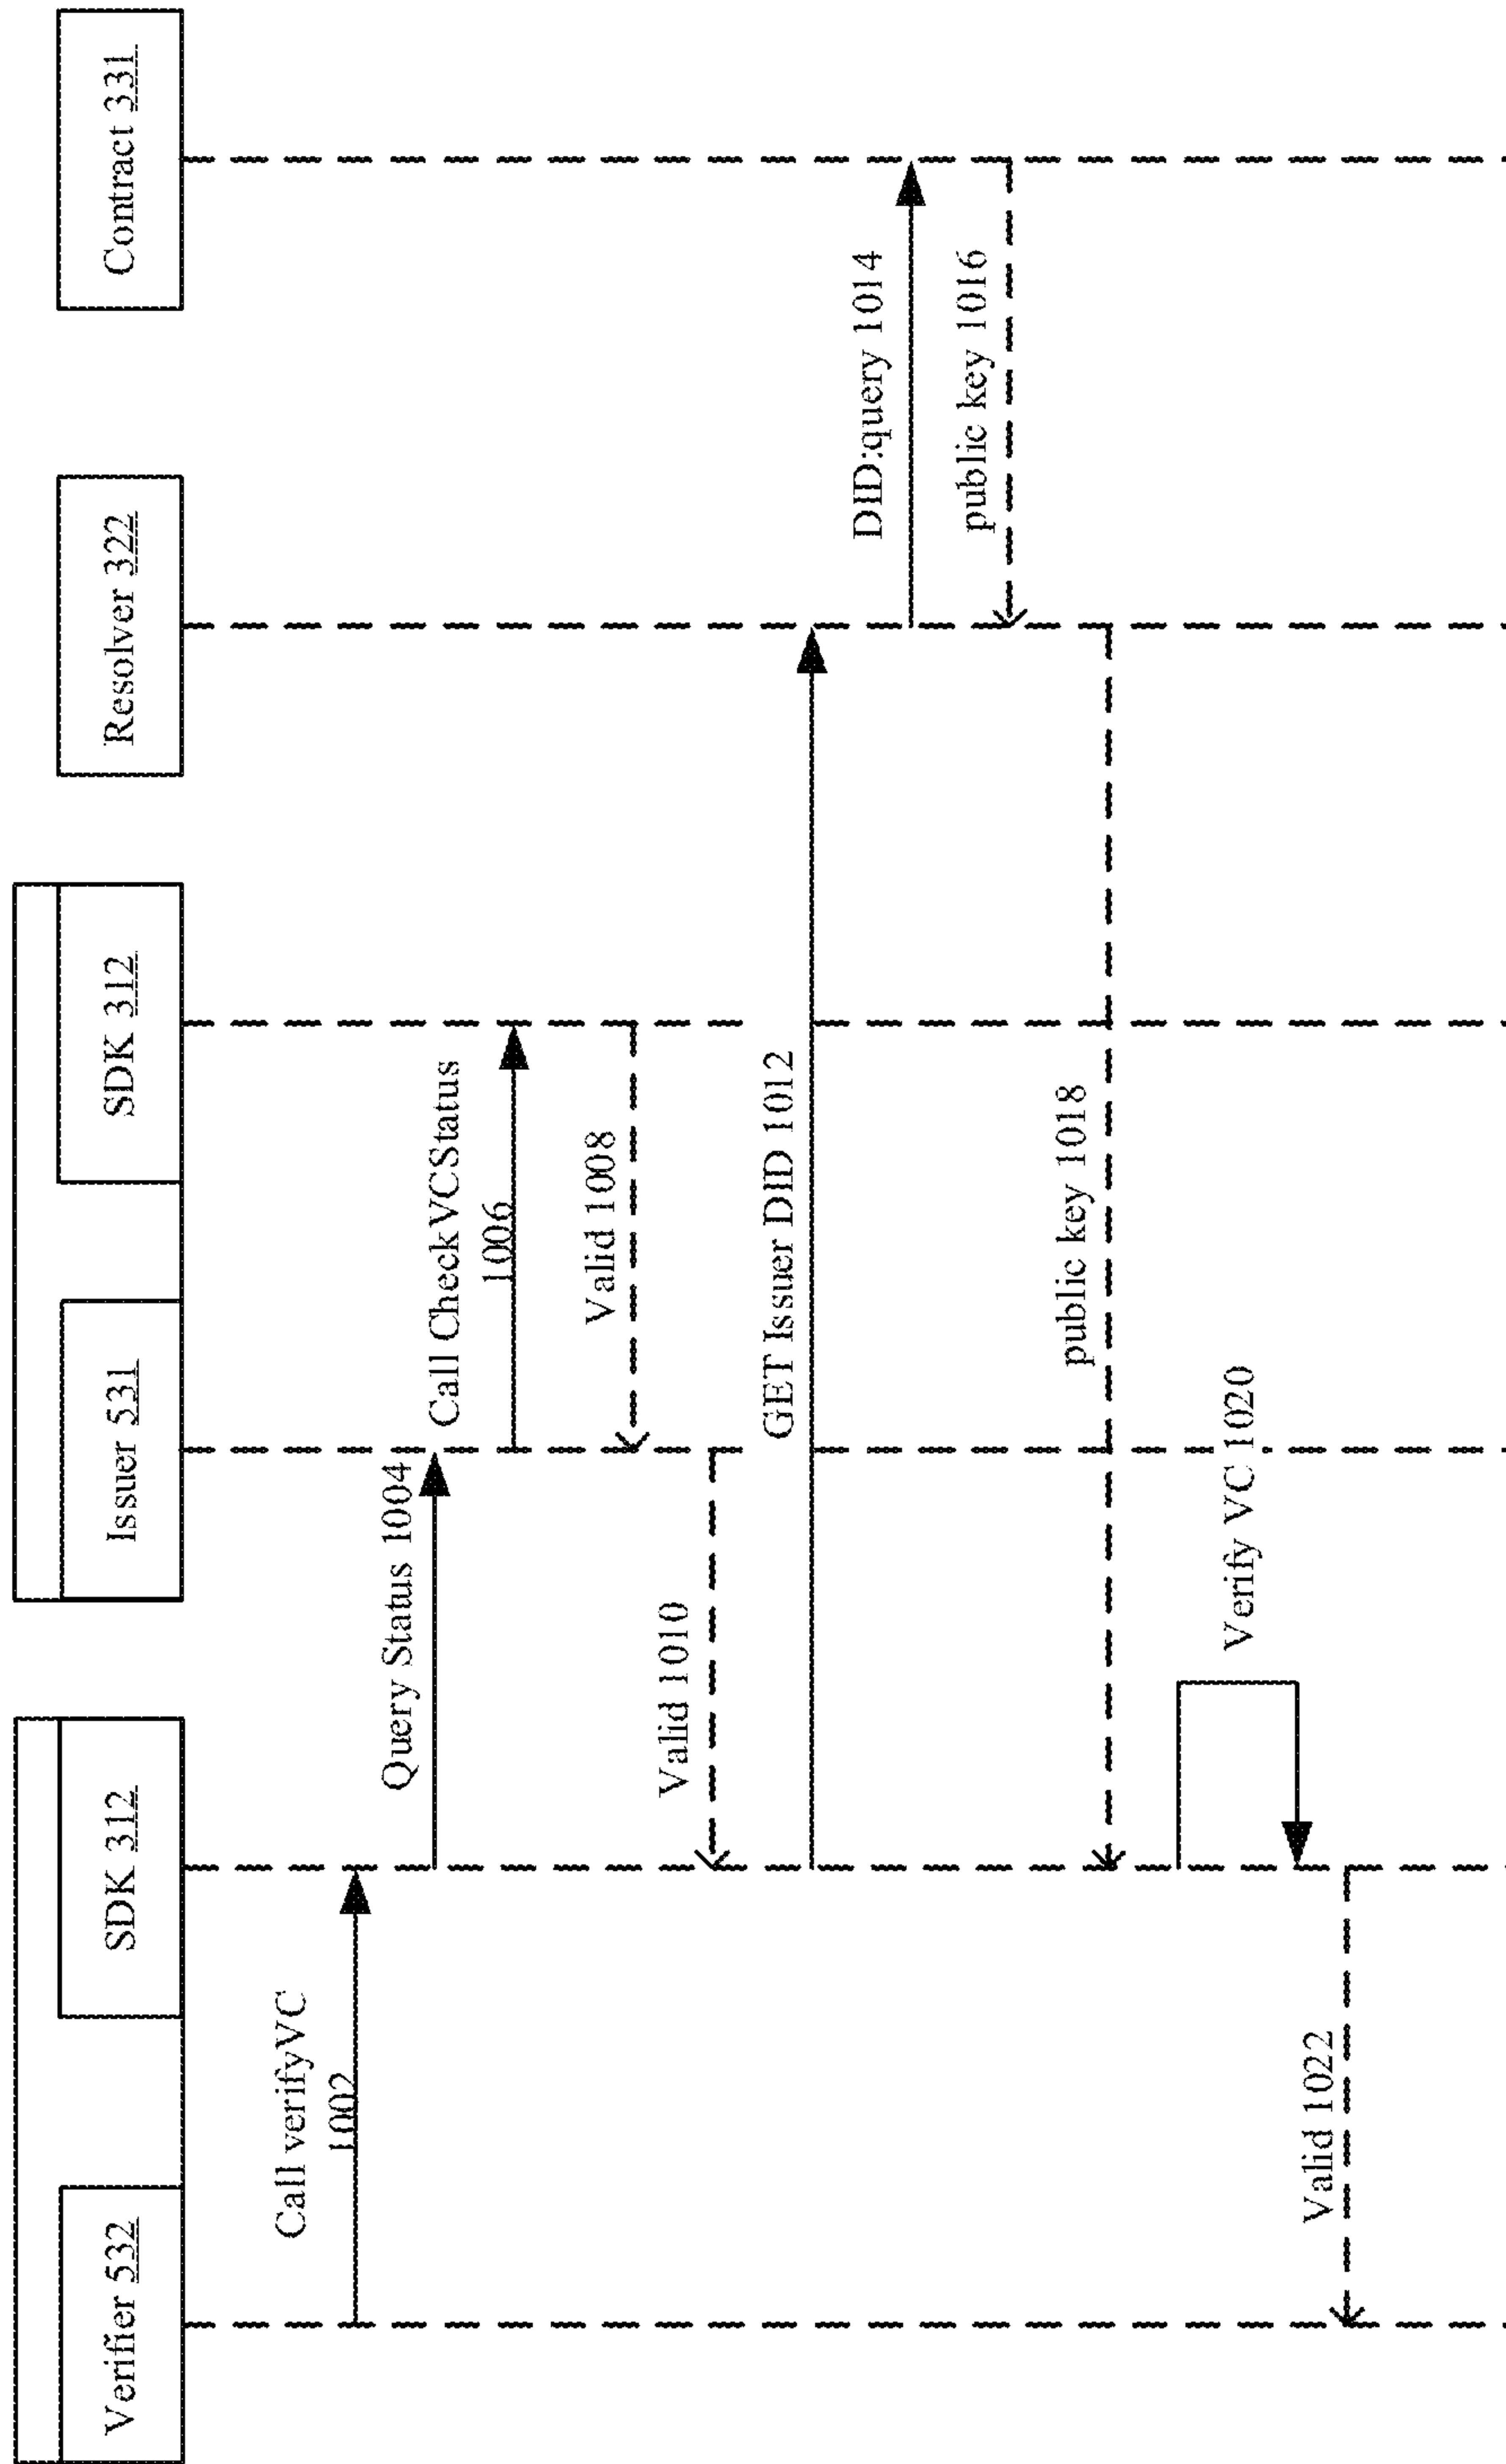 Verifier 532
SDK 312
Issuer 531
SDK 312
Resolver 322
Contract 331
Call verifyVC
1002
Query Status 1004
Call CheckVCStatus
1006
Valid 1008
Valid 1010
GET Issuer DID 1012
DID:query 1014
public key 1016
public key 1018
Verify VC 1020
Valid 1022